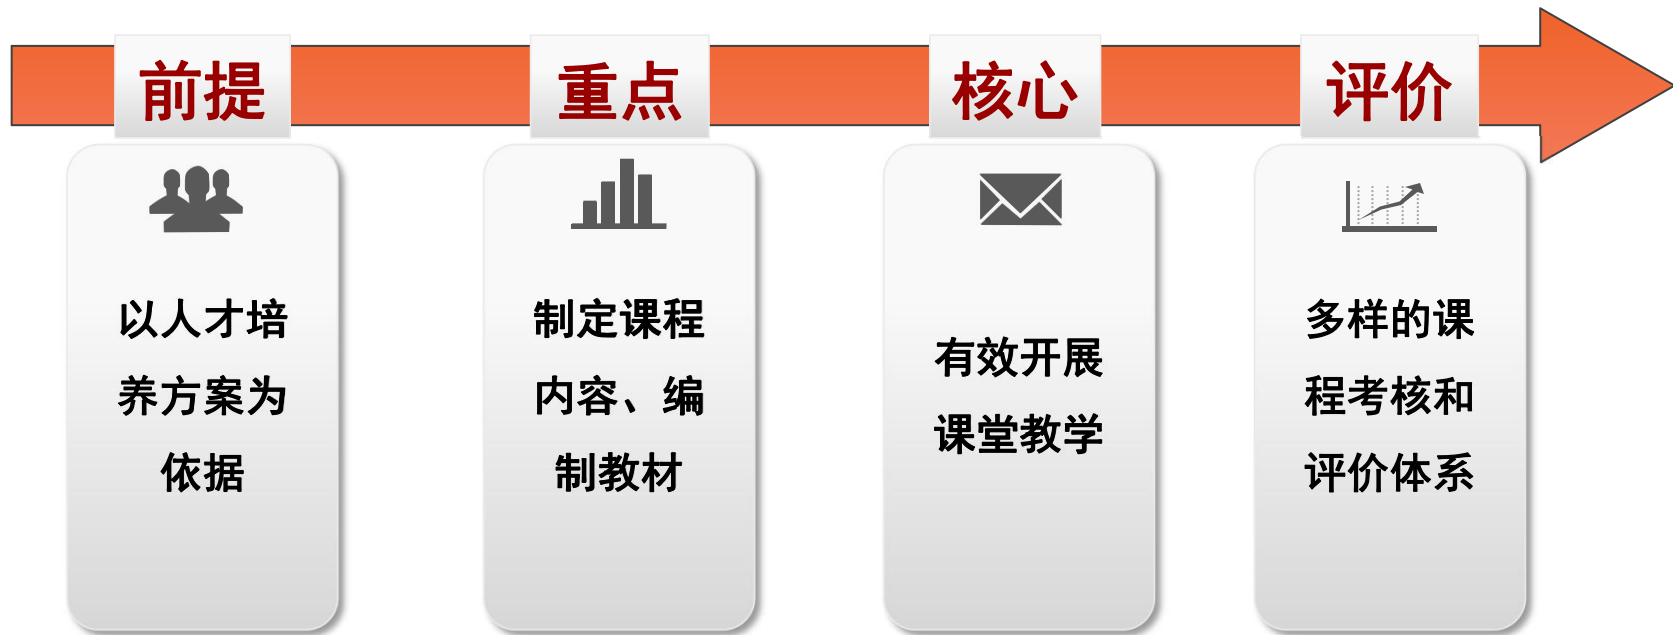 前提
重点
核心
评价
以人才培
养方案为
依据
制定课程
内容、编
制教材
有效开展
课堂教学
多样的课
程考核和
评价体系